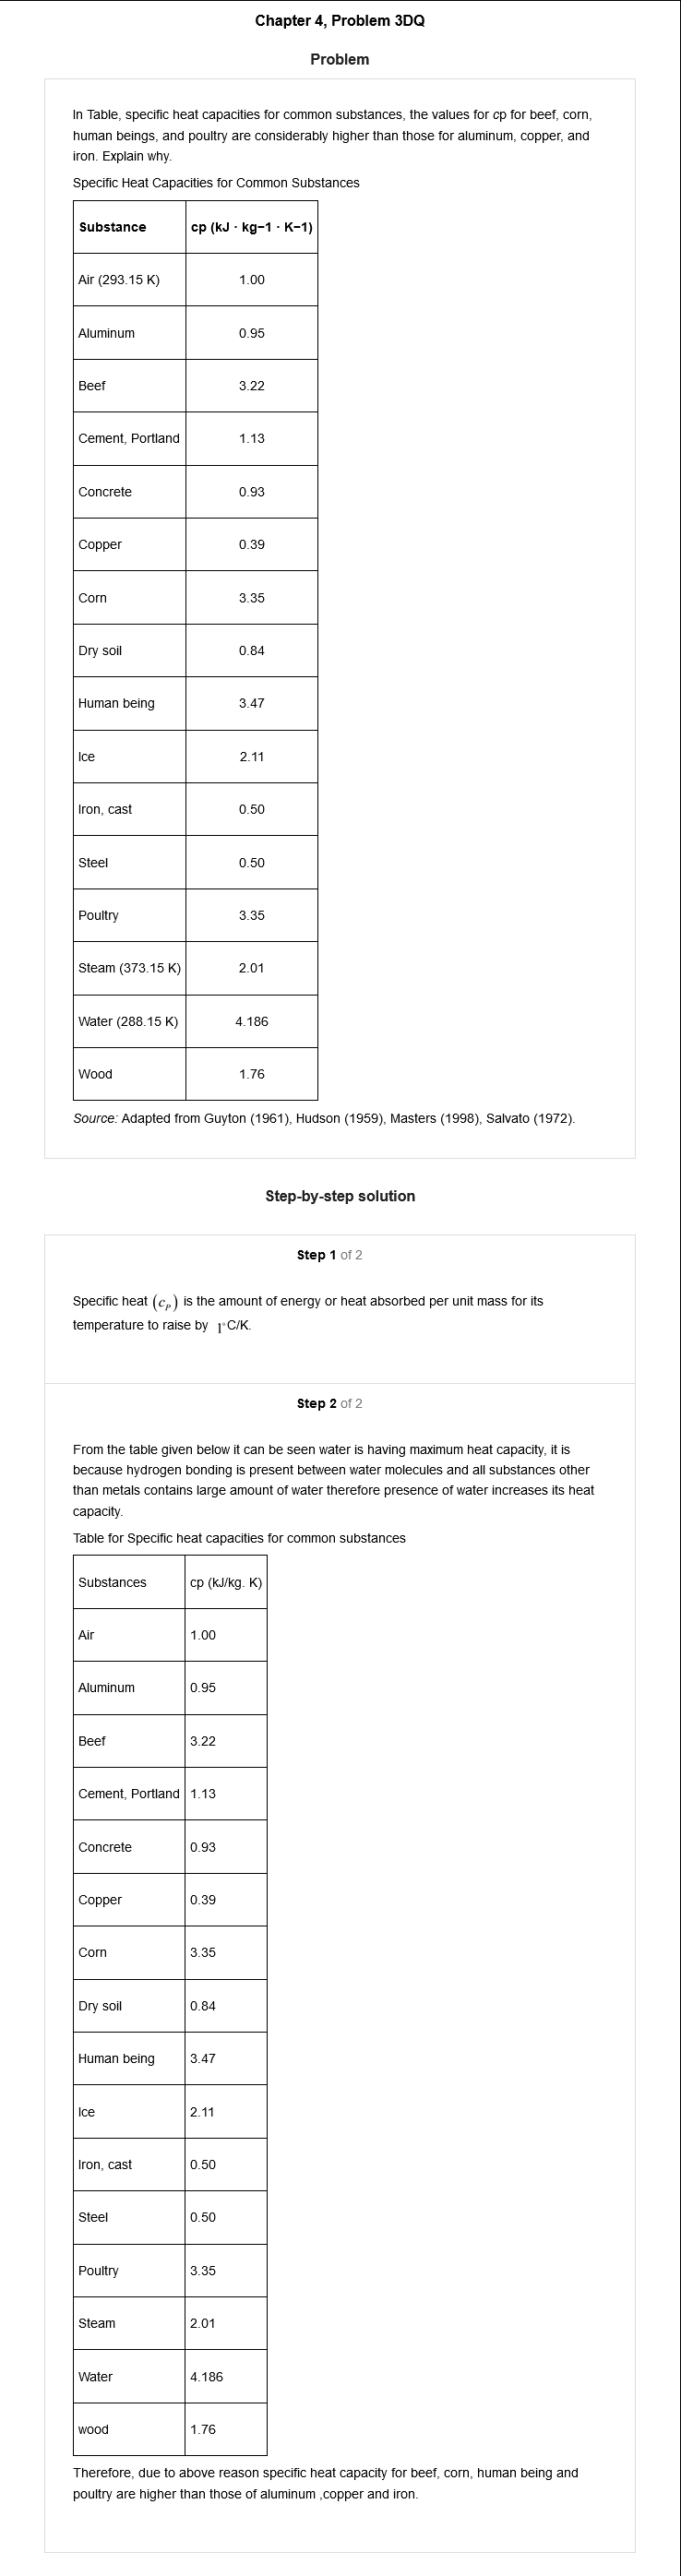 Chapter 4, Problem 3DQ
Problem
In Table, specific heat capacities for common substances, the values for cp for beef, corn,
human beings, and poultry are considerably higher than those for aluminum, copper, and
iron. Explain why.
Specific Heat Capacities for Common Substances
Substance cp (kJ · kg−1 · K−1)
Air (293.15 K) 1.00
Aluminum 0.95
Beef 3.22
Cement, Portland 1.13
Concrete 0.93
Copper 0.39
Corn 3.35
Dry soil 0.84
Human being 3.47
Ice 2.11
Iron, cast 0.50
Steel 0.50
Poultry 3.35
Steam (373.15 K) 2.01
Water (288.15 K) 4.186
Wood 1.76
Source: Adapted from Guyton (1961), Hudson (1959), Masters (1998), Salvato (1972).
Step-by-step solution
Step 1 of 2
Specific heat (c_P) is the amount of energy or heat absorbed per unit mass for its
temperature to raise by 1°C/K.
Step 2 of 2
From the table given below it can be seen water is having maximum heat capacity, it is
because hydrogen bonding is present between water molecules and all substances other
than metals contains large amount of water therefore presence of water increases its heat
capacity.
Table for Specific heat capacities for common substances
Substances cp (kJ/kg. K)
Air 1.00
Aluminum 0.95
Beef 3.22
Cement, Portland 1.13
Concrete 0.93
Copper 0.39
Corn 3.35
Dry soil 0.84
Human being 3.47
Ice 2.11
Iron, cast 0.50
Steel 0.50
Poultry 3.35
Steam 2.01
Water 4.186
wood 1.76
Therefore, due to above reason specific heat capacity for beef, corn, human being and
poultry are higher than those of aluminum ,copper and iron.